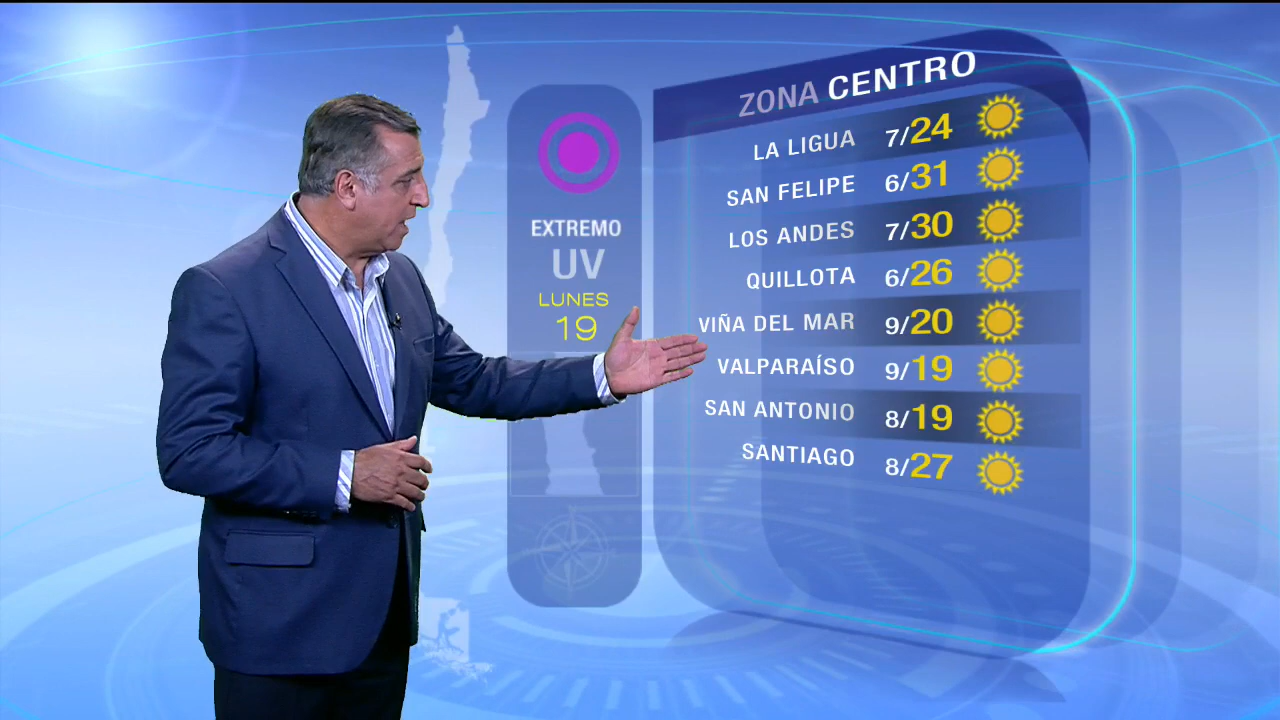 EXTREMO
UV
LUNES
19
ZONA CENTRO
LA LIGUA 7/24
SAN FELIPE 6/31
LOS ANDES 7/30
QUILLOTA 6/26
VIÑA DEL MAR 9/20
VALPARAÍSO 9/19
SAN ANTONIO 8/19
SANTIAGO 8/27